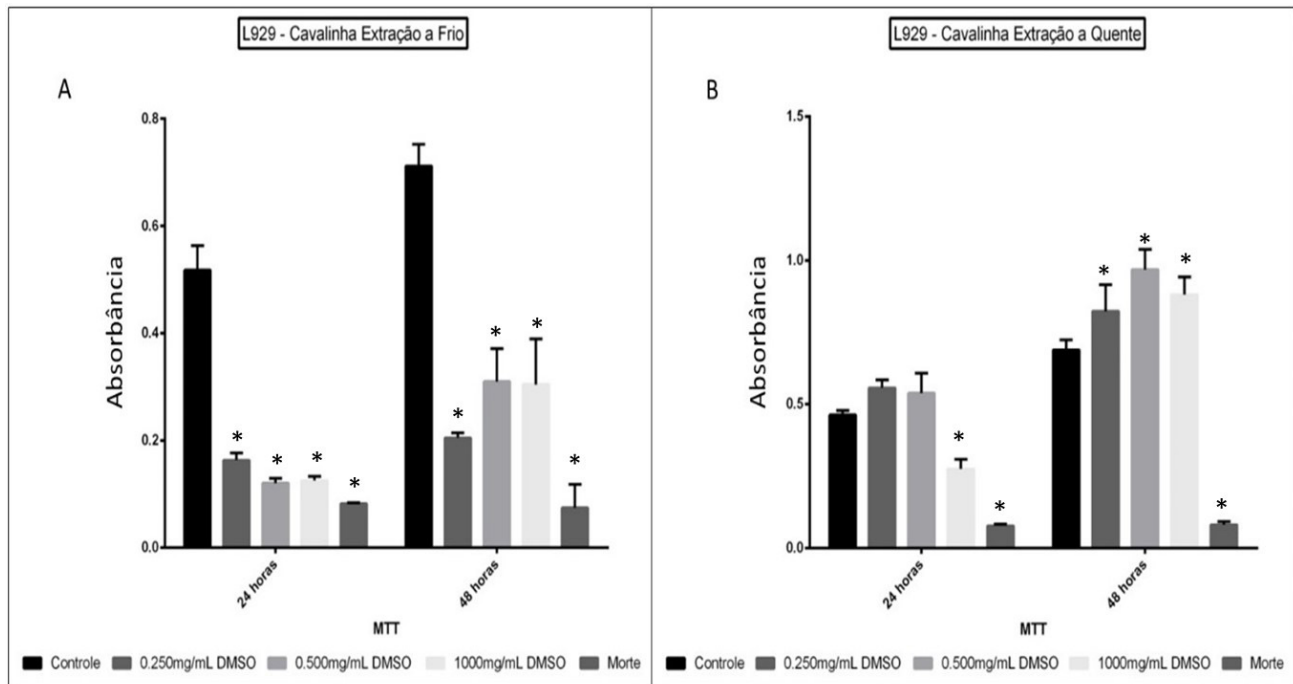 L929 - Cavalinha Extração a Frio
A
Absorbância
0.8
0.6
0.4
0.2
0.0
* * * *
* * * *
24 horas
48 horas
MTT
Controle 0.250mg/mL DMSO 0.500mg/mL DMSO 1000mg/mL DMSO Morte
L929 - Cavalinha Extração a Quente
B
Absorbância
1.5
1.0
0.5
0.0
* *
* * * *
24 horas
48 horas
MTT
Controle 0.250mg/mL DMSO 0.500mg/mL DMSO 1000mg/mL DMSO Morte